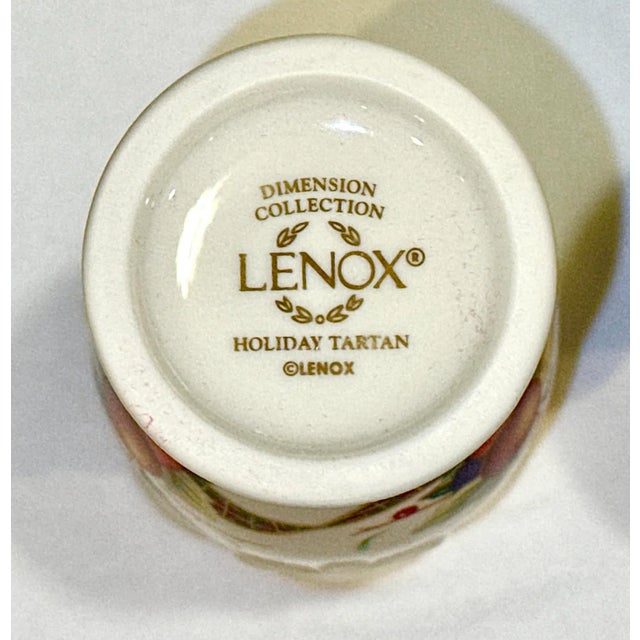 DIMENSION
COLLECTION
LENOX®
HOLIDAY TARTAN
©LENOX